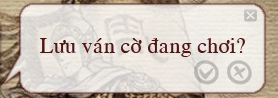 Lưu ván cờ đang chơi?